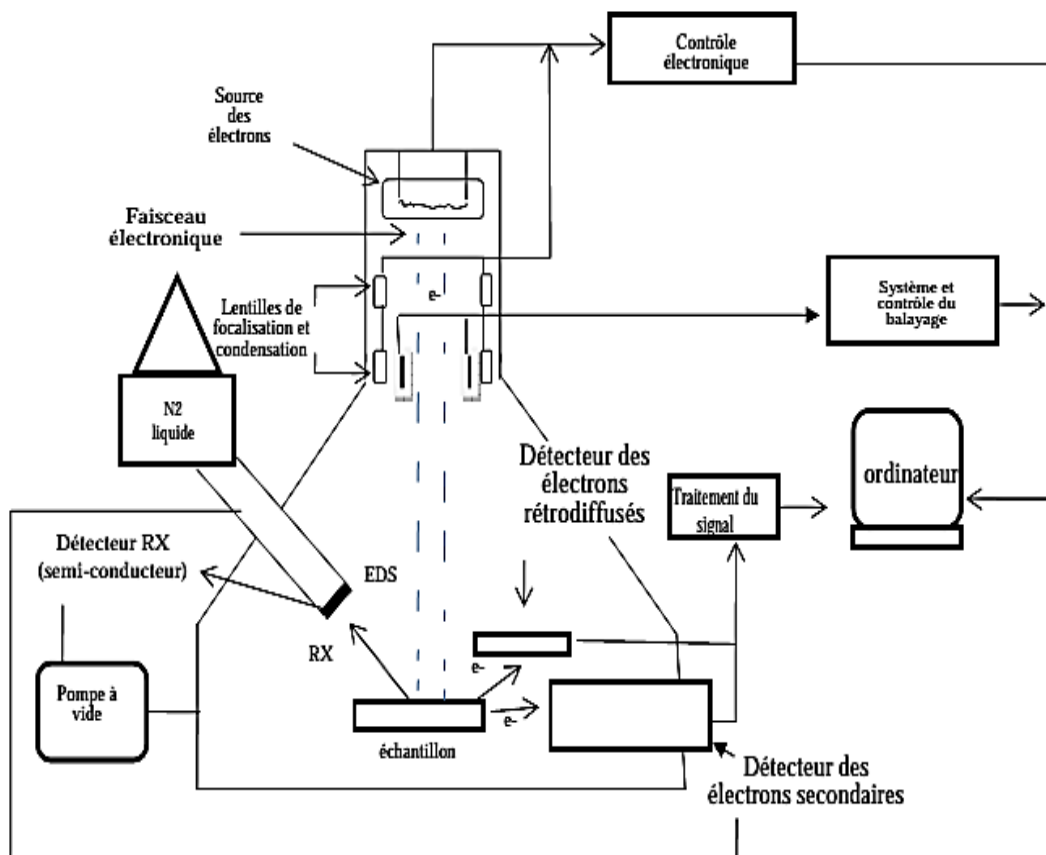 Contrôle
électronique
Source
des
électrons
Faisceau
électronique
e-
Lentilles de
focalisation et
condensation
Système et
contrôle du
balayage
N2
liquide
Détecteur des
électrons
rétrodiffusés
Traitement du
signal
ordinateur
Détecteur RX
(semi-conducteur)
EDS
RX
e-
e-
Pompe à
vide
échantillon
Détecteur des
électrons secondaires